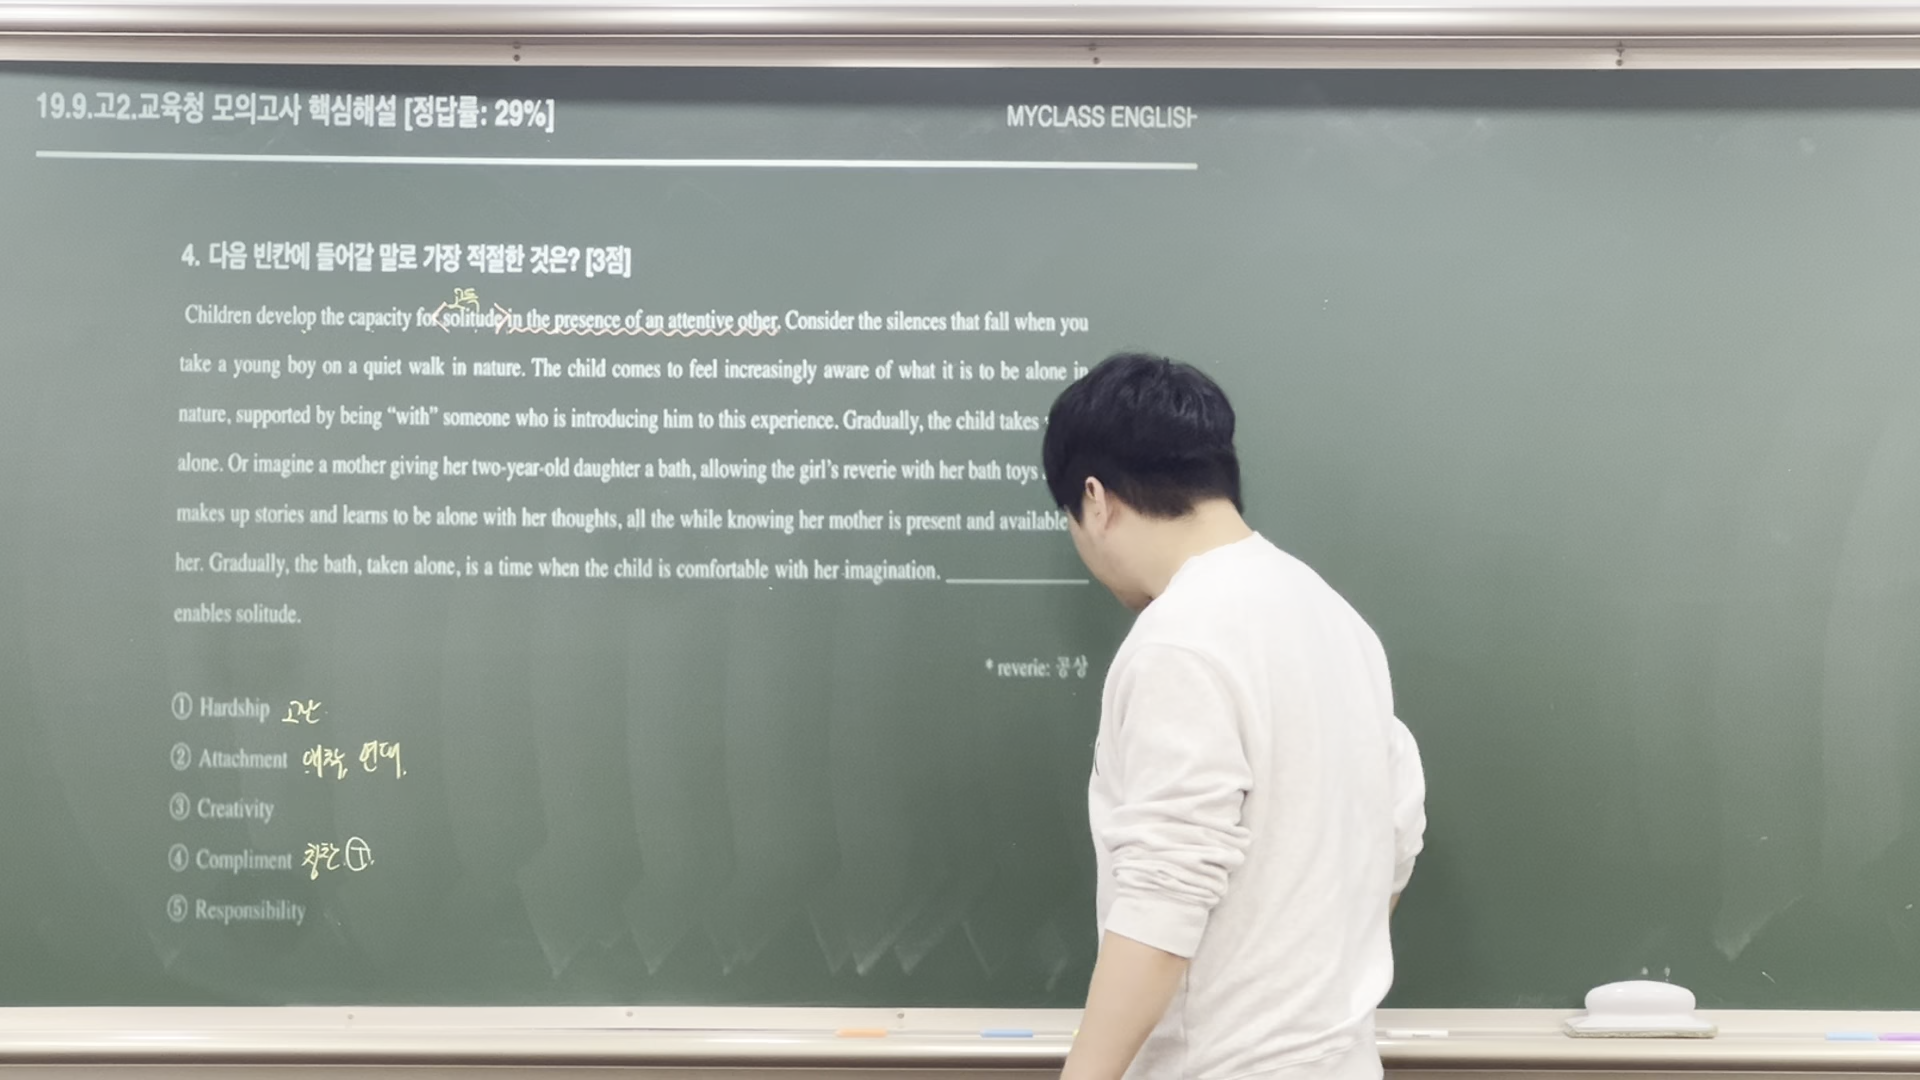 19.9.고2.교육청 모의고사 핵심해설 [정답률: 29%]
MYCLASS ENGLISH
4. 다음 빈칸에 들어갈 말로 가장 적절한 것은? [3점]
고독
Children develop the capacity for solitude in the presence of an attentive other. Consider the silences that fall when you
take a young boy on a quiet walk in nature. The child comes to feel increasingly aware of what it is to be alone in
nature, supported by being “with” someone who is introducing him to this experience. Gradually, the child takes
alone. Or imagine a mother giving her two-year-old daughter a bath, allowing the girl’s reverie with her bath toys
makes up stories and learns to be alone with her thoughts, all the while knowing her mother is present and available
her. Gradually, the bath, taken alone, is a time when the child is comfortable with her imagination. ____________
enables solitude.
* reverie: 공상
① Hardship 고난
② Attachment 애착, 연대.
③ Creativity
④ Compliment 칭찬.
⑤ Responsibility